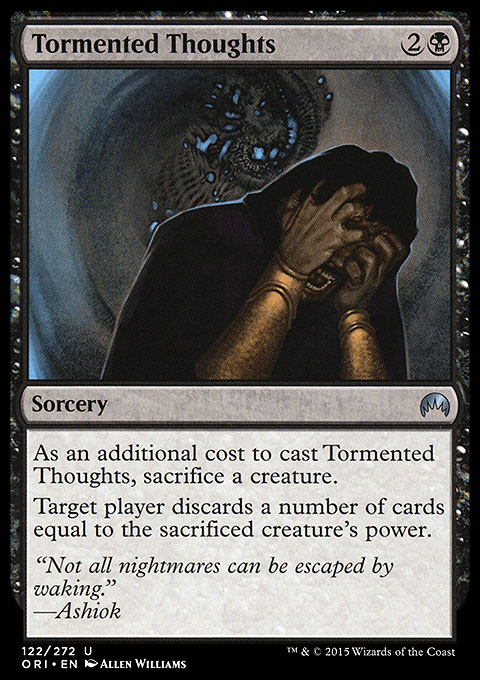 Tormented Thoughts 2
Sorcery
As an additional cost to cast Tormented
Thoughts, sacrifice a creature.
Target player discards a number of cards
equal to the sacrificed creature's power.
"Not all nightmares can be escaped by
waking."
—Ashiok
122/272 U
ORI • EN Allen Williams
™ & © 2015 Wizards of the Coast